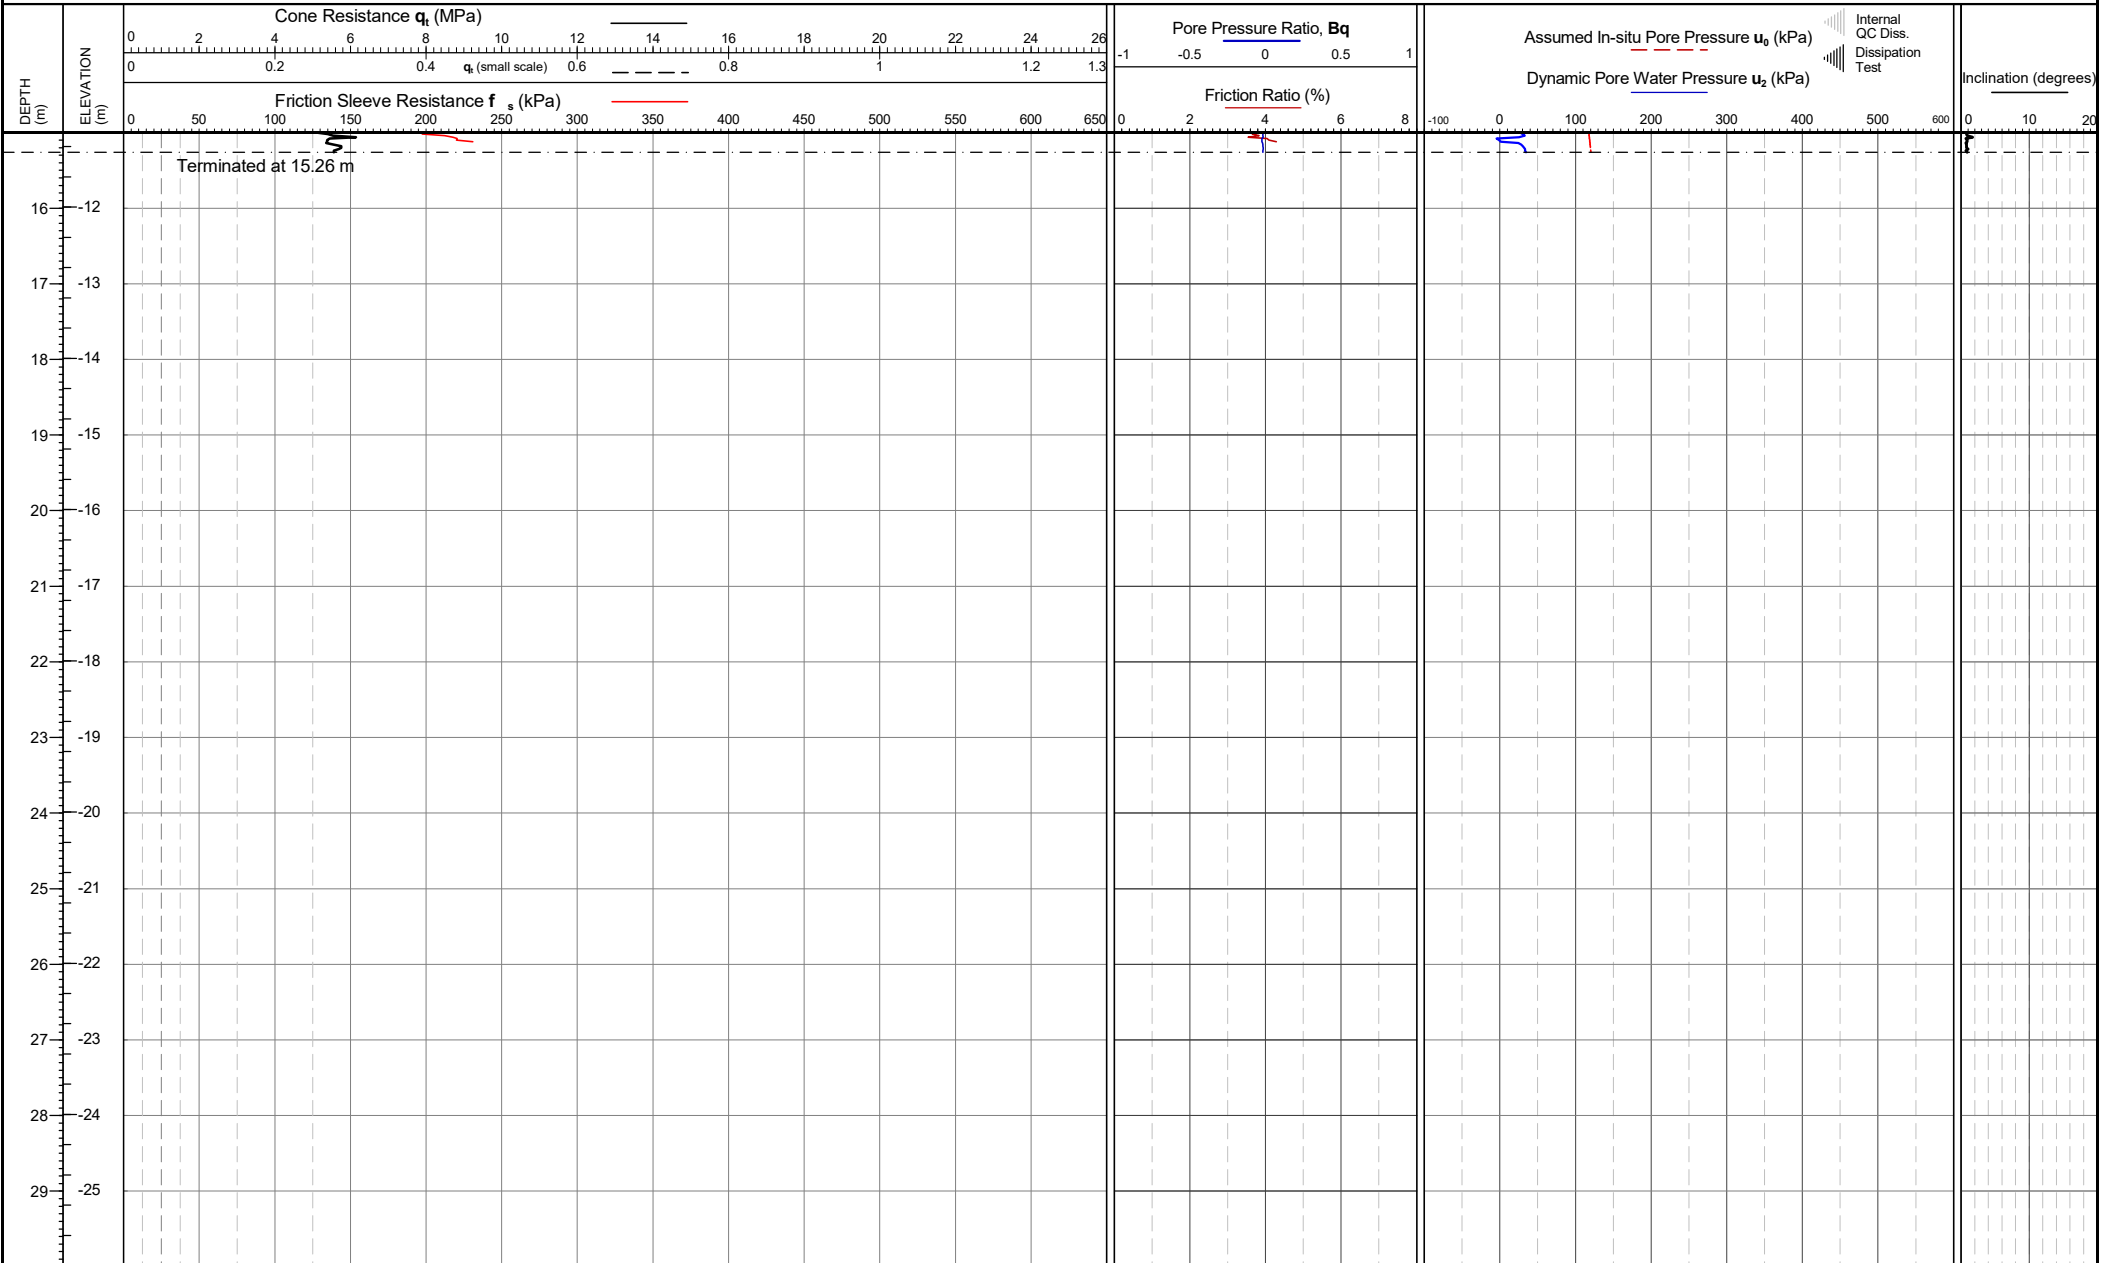 DEPTH
(m)
ELEVATION
(m)
Cone Resistance qt (MPa)
0 2 4 6 8 10 12 14 16 18 20 22 24 26
0 0.2 0.4 qt (small scale) 0.6 0.8 1 1.2 1.3
Friction Sleeve Resistance f s (kPa)
0 50 100 150 200 250 300 350 400 450 500 550 600 650
Pore Pressure Ratio, Bq
-1 -0.5 0 0.5 1
Friction Ratio (%)
0 2 4 6 8
Assumed In-situ Pore Pressure u0 (kPa)
Dynamic Pore Water Pressure u2 (kPa)
-100 0 100 200 300 400 500 600
Internal
QC Diss.
Dissipation
Test
Inclination (degrees)
0 10 20
Terminated at 15.26 m
16 -12
17 -13
18 -14
19 -15
20 -16
21 -17
22 -18
23 -19
24 -20
25 -21
26 -22
27 -23
28 -24
29 -25